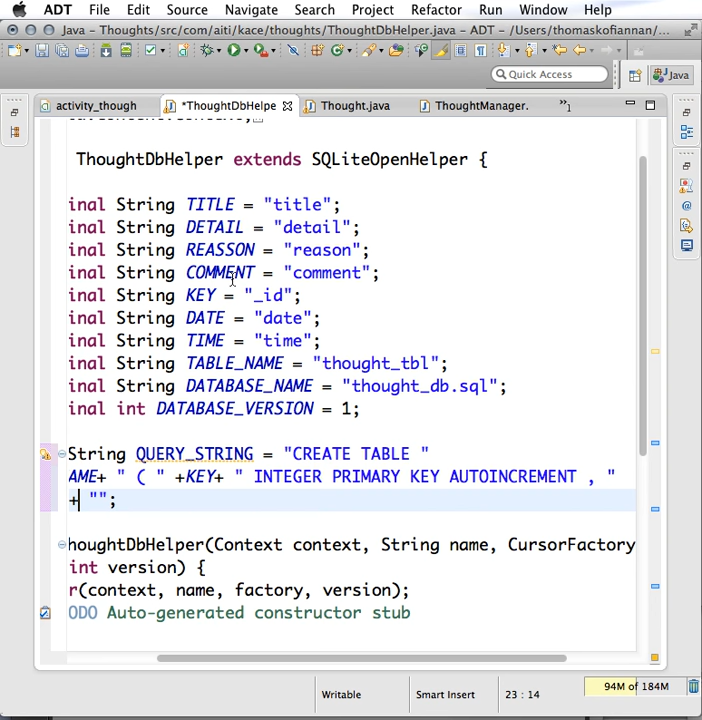 ADT File Edit Source Navigate Search Project Refactor Run Window Help
Java – Thoughts/src/com/aiti/kace/thoughts/ThoughtDbHelper.java – ADT – /Users/thomaskofiannan/...
Quick Access
Java
activity_though
*ThoughtDbHelpe
Thought.java
ThoughtManager.
»1
ThoughtDbHelper extends SQLiteOpenHelper {
inal String TITLE = "title";
inal String DETAIL = "detail";
inal String REASSON = "reason";
inal String COMMENT = "comment";
inal String KEY = "_id";
inal String DATE = "date";
inal String TIME = "time";
inal String TABLE_NAME = "thought_tbl";
inal String DATABASE_NAME = "thought_db.sql";
inal int DATABASE_VERSION = 1;
String QUERY_STRING = "CREATE TABLE "
AME+ " ( " +KEY+ " INTEGER PRIMARY KEY AUTOINCREMENT , "
+ "";
houghtDbHelper(Context context, String name, CursorFactory
int version) {
r(context, name, factory, version);
ODO Auto-generated constructor stub
Writable
Smart Insert
23 : 14
94M of 184M